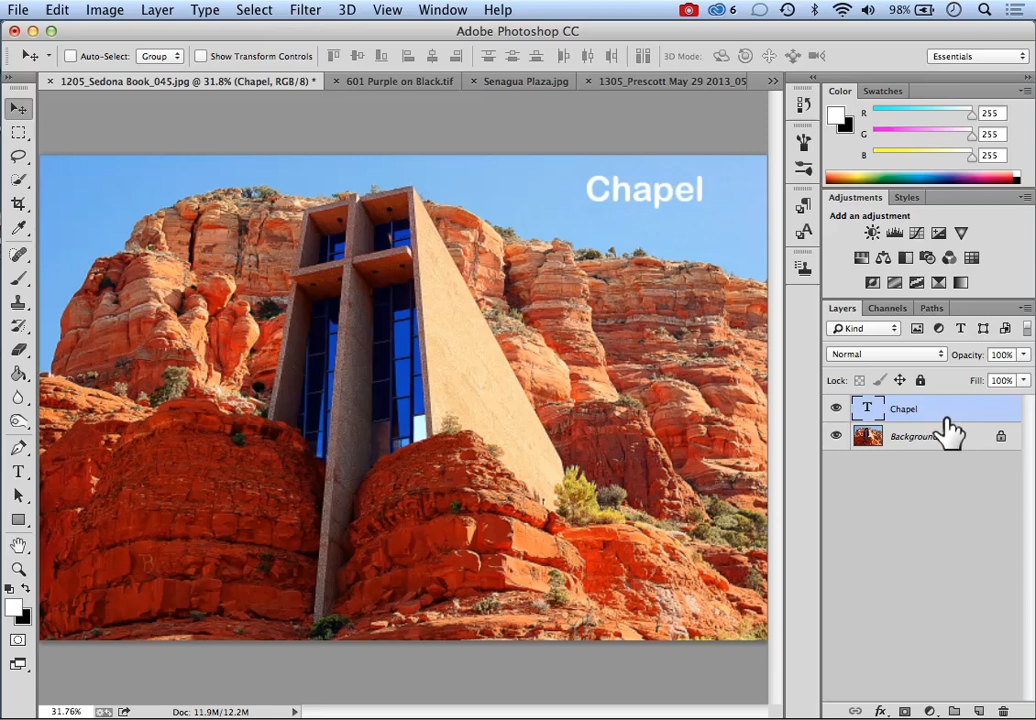 File Edit Image Layer Type Select Filter 3D View Window Help 6 98%
Adobe Photoshop CC
Auto-Select: Group Show Transform Controls 3D Mode: Essentials
× 1205_Sedona Book_045.jpg @ 31.8% (Chapel, RGB/8) * × 601 Purple on Black.tif × Senagua Plaza.jpg × 1305_Prescott May 29 2013_05 >>
Color Swatches
R 255
G 255
B 255
Chapel
Adjustments Styles
Add an adjustment
Layers Channels Paths
Kind T
Normal Opacity: 100%
Lock: Fill: 100%
T Chapel
Background
T
31.76% Doc: 11.9M/12.2M fx